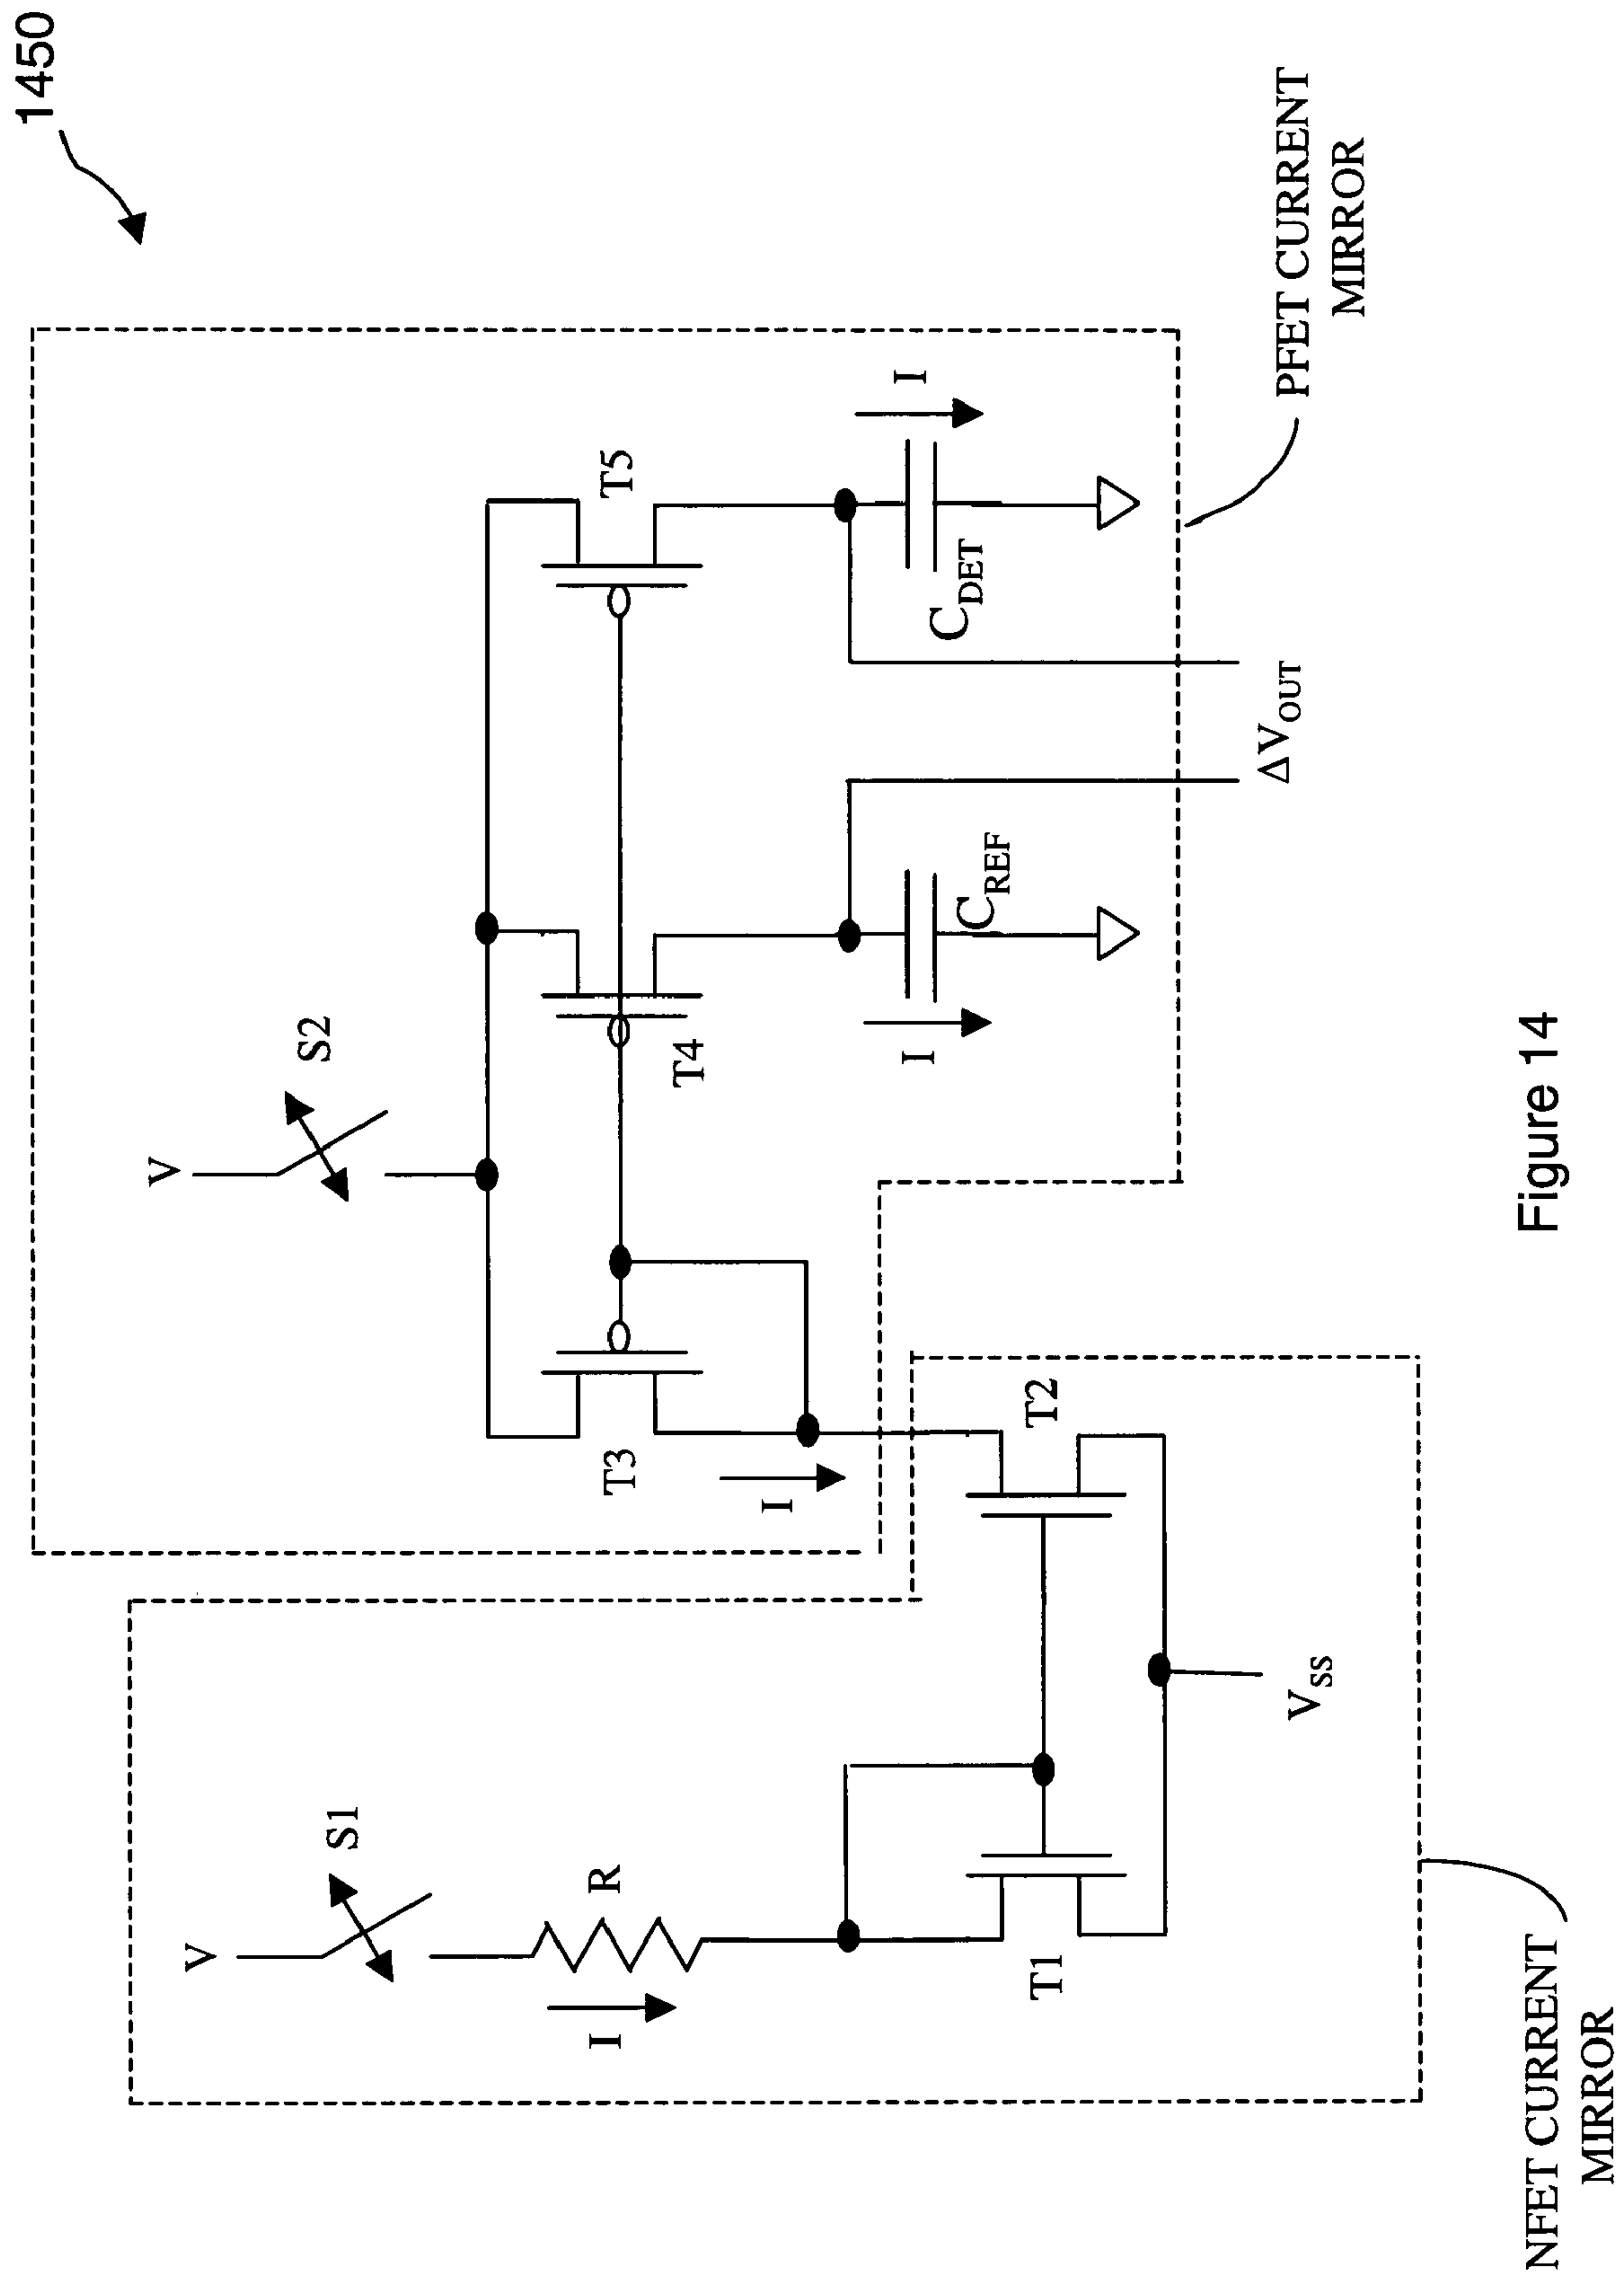 1450
V
S1
R
I
T1
T2
V_SS
NFET CURRENT
MIRROR
V
S2
T3
I
T4
T5
I
C_REF
C_DET
I
ΔV_OUT
PFET CURRENT
MIRROR
Figure 14